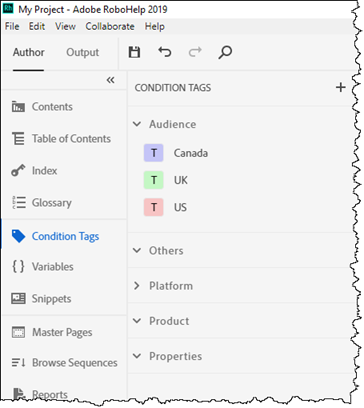 Rh My Project - Adobe RoboHelp 2019
File Edit View Collaborate Help
Author Output
«
CONDITION TAGS +
Contents
Table of Contents
Index
Glossary
Condition Tags
{ } Variables
Snippets
Master Pages
Browse Sequences
Reports
Audience
T Canada
T UK
T US
Others
Platform
Product
Properties